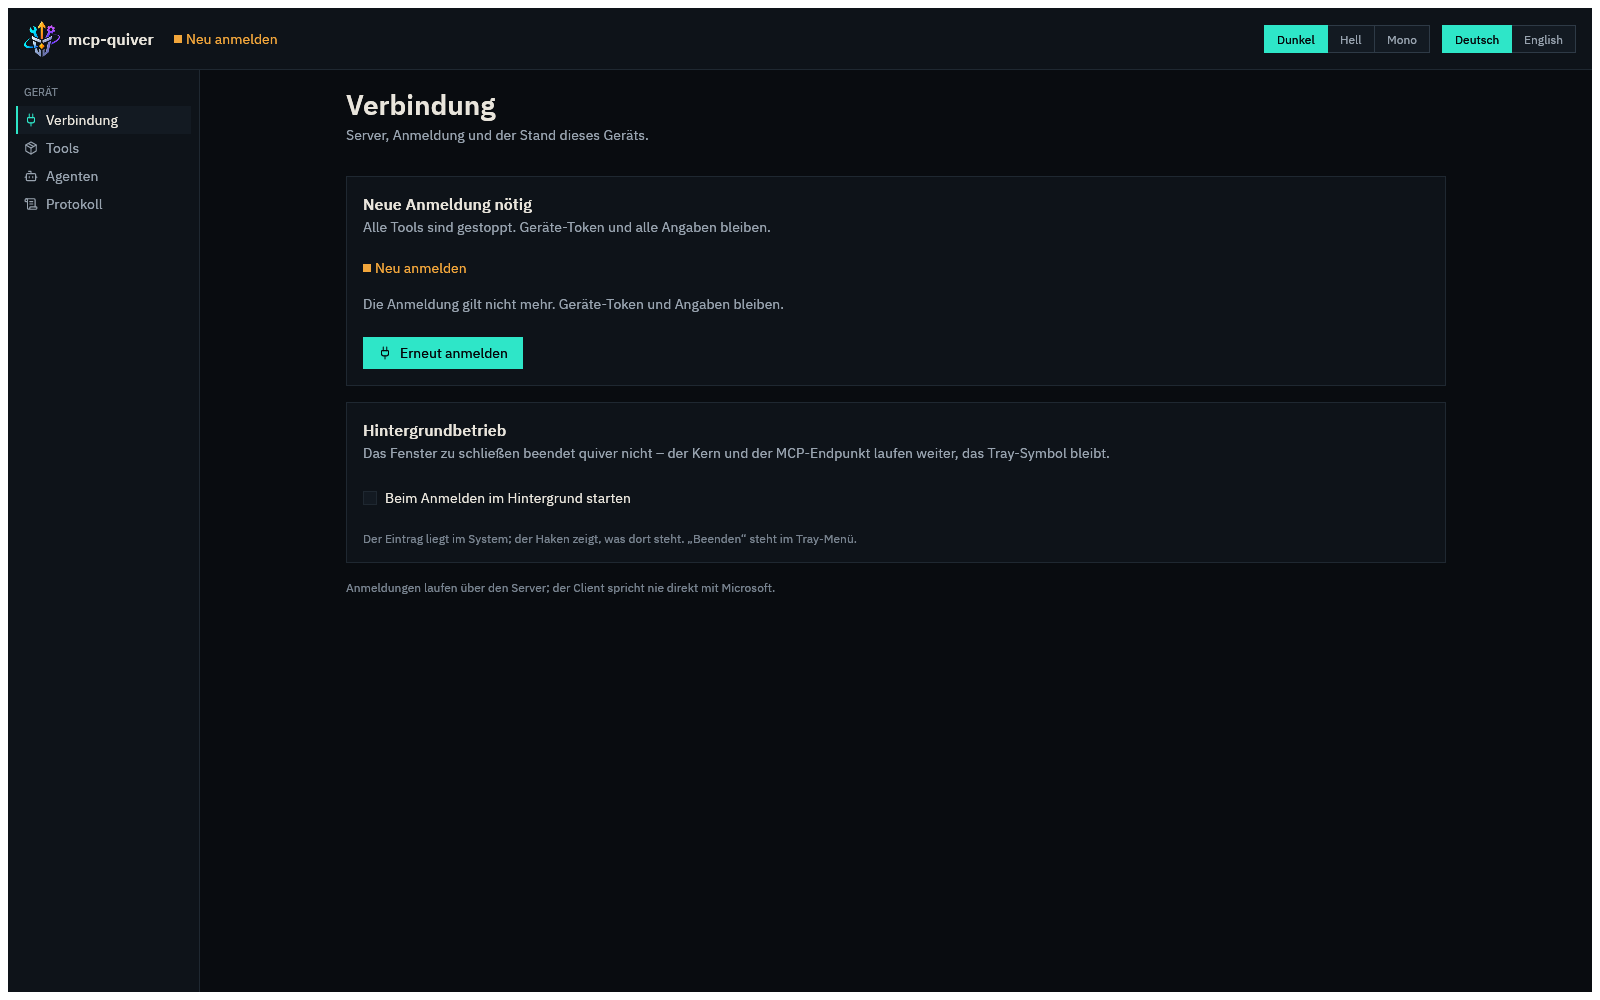 mcp-quiver
Neu anmelden
Dunkel Hell Mono Deutsch English
GERÄT
Verbindung
Tools
Agenten
Protokoll
Verbindung
Server, Anmeldung und der Stand dieses Geräts.
Neue Anmeldung nötig
Alle Tools sind gestoppt. Geräte-Token und alle Angaben bleiben.
Neu anmelden
Die Anmeldung gilt nicht mehr. Geräte-Token und Angaben bleiben.
Erneut anmelden
Hintergrundbetrieb
Das Fenster zu schließen beendet quiver nicht – der Kern und der MCP-Endpunkt laufen weiter, das Tray-Symbol bleibt.
Beim Anmelden im Hintergrund starten
Der Eintrag liegt im System; der Haken zeigt, was dort steht. „Beenden“ steht im Tray-Menü.
Anmeldungen laufen über den Server; der Client spricht nie direkt mit Microsoft.